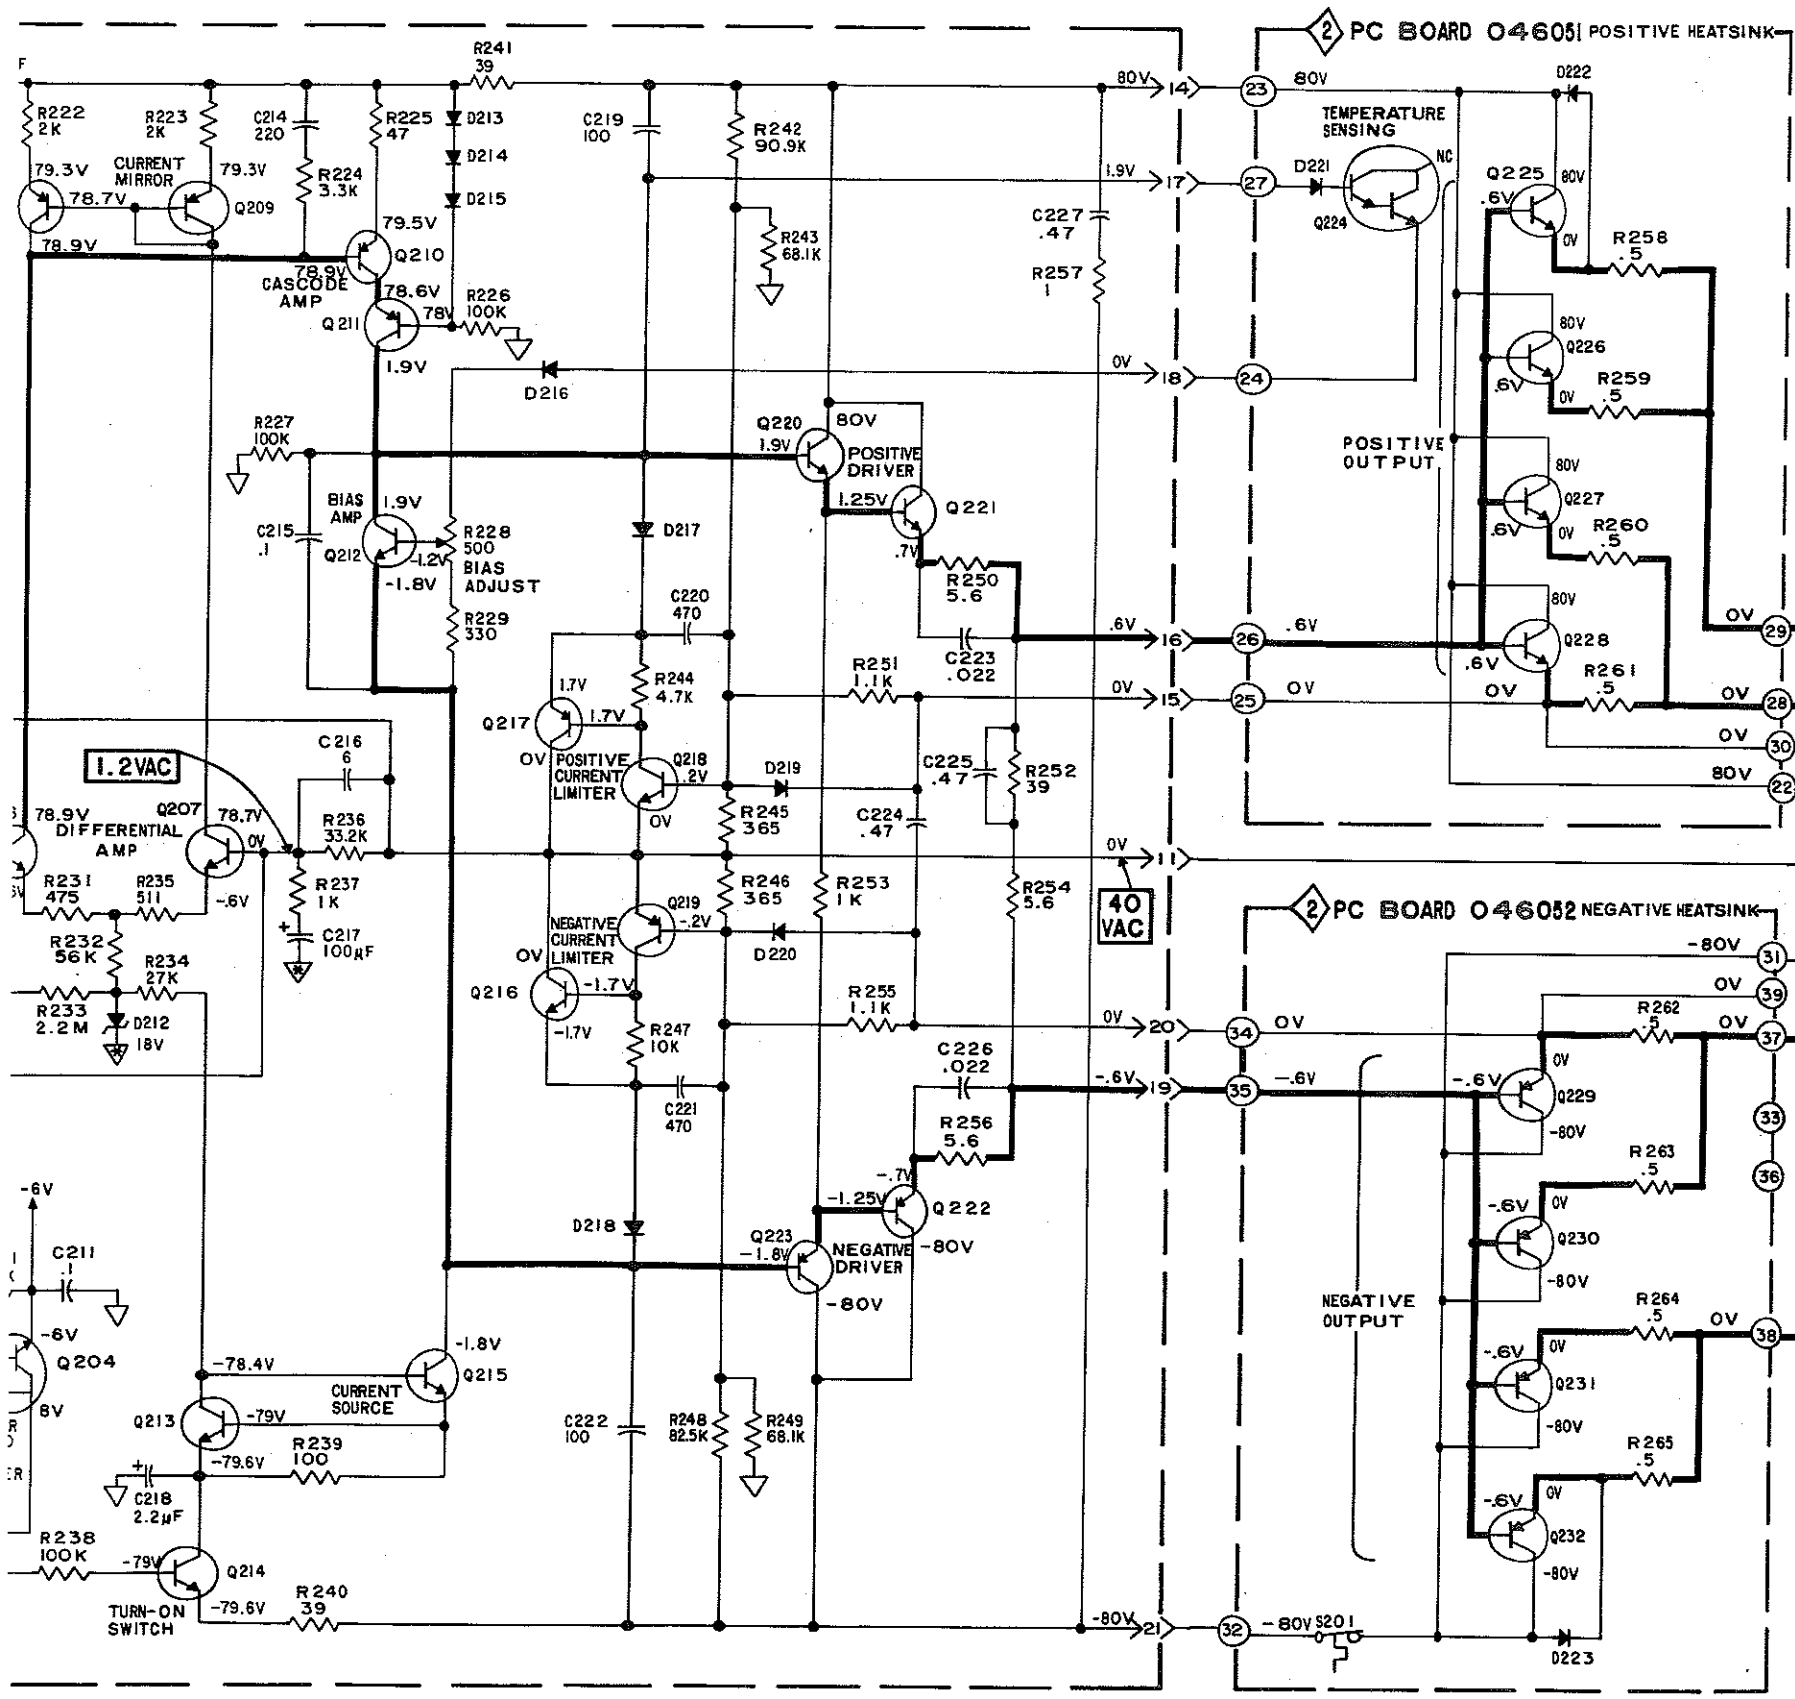 2 PC BOARD 046051 POSITIVE HEATSINK
F
R241
39
80V
14
23
80V
D222
R222
2K
R223
2K
C214
220
R225
47
D213
C219
100
R242
90.9K
TEMPERATURE
SENSING
79.3V
CURRENT
MIRROR
79.3V
R224
3.3K
D214
D215
1.9V
17
27
D221
NC
Q225
80V
.6V
78.7V
Q209
79.5V
Q210
R243
68.1K
C227
.47
Q224
0V
R258
.5
78.9V
78.9V
CASCODE
AMP
78.6V
R226
100K
R257
1
78V
Q211
80V
Q226
1.9V
0V
18
24
.6V
R259
.5
D216
0V
R227
100K
Q220
80V
1.9V
POSITIVE
DRIVER
POSITIVE
OUTPUT
80V
Q227
BIAS
AMP
1.9V
1.25V
Q221
.6V
0V
R260
.5
C215
.1
Q212
R228
500
BIAS
ADJUST
-1.2V
-1.8V
D217
.7V
R250
5.6
80V
C220
470
R229
330
.6V
16
26
.6V
Q228
0V
29
C223
.022
.6V
R244
4.7K
R251
1.1K
1.7V
0V
15
25
0V
0V
R261
.5
0V
28
Q217
1.7V
0V
30
C216
6
1.2VAC
0V
POSITIVE
CURRENT
LIMITER
Q218
.2V
D219
C225
.47
R252
39
80V
22
78.9V
DIFFERENTIAL
AMP
Q207
78.7V
0V
R236
33.2K
0V
R245
365
C224
.47
0V
11
R231
475
R235
511
-.6V
R237
1K
R246
365
R253
1K
R254
5.6
40
VAC
2 PC BOARD 046052 NEGATIVE HEATSINK
R232
56K
R234
27K
C217
100µF
NEGATIVE
CURRENT
LIMITER
Q219
-.2V
D220
-80V
31
0V
Q216
-1.7V
0V
39
R233
2.2M
D212
18V
-1.7V
R247
10K
R255
1.1K
0V
20
34
0V
R262
.5
0V
37
C226
.022
0V
C221
470
-.6V
19
35
-.6V
-.6V
Q229
33
R256
5.6
-80V
R263
.5
36
-6V
-.7V
-1.25V
Q222
-.6V
0V
D218
Q223
-1.8V
NEGATIVE
DRIVER
-80V
Q230
C211
.1
-80V
-80V
NEGATIVE
OUTPUT
R264
.5
0V
38
-6V
Q204
-1.8V
-78.4V
Q215
-.6V
0V
CURRENT
SOURCE
Q231
8V
Q213
-79V
C222
100
R248
82.5K
R249
68.1K
-80V
R239
100
R265
.5
-79.6V
C218
2.2µF
-.6V
0V
R238
100K
-79V
Q214
Q232
-80V
TURN-ON
SWITCH
-79.6V
R240
39
-80V
21
32
-80V
S201
D223